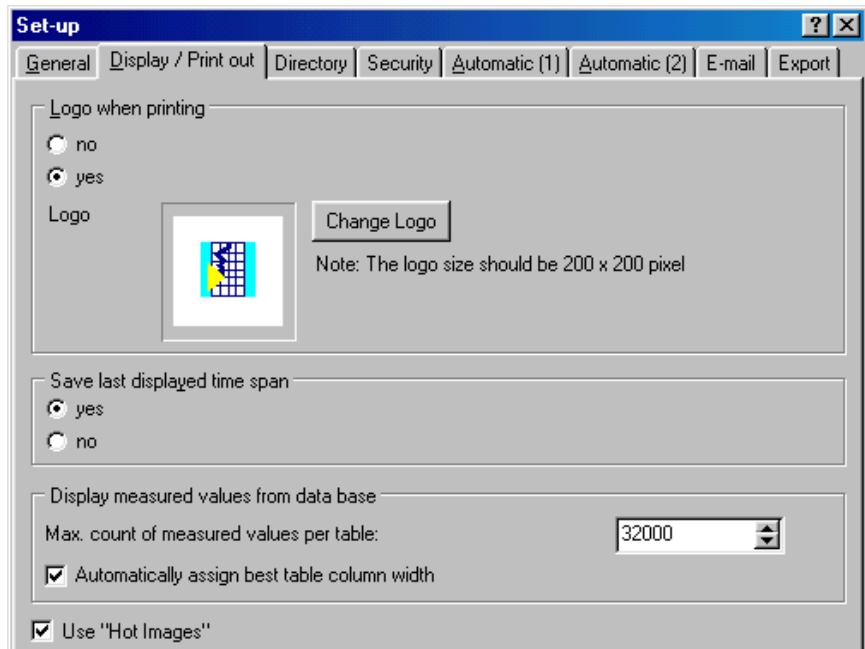 Set-up
General Display / Print out Directory Security Automatic (1) Automatic (2) E-mail Export
Logo when printing
no
yes
Logo
Change Logo
Note: The logo size should be 200 x 200 pixel
Save last displayed time span
yes
no
Display measured values from data base
Max. count of measured values per table: 32000
Automatically assign best table column width
Use "Hot Images"